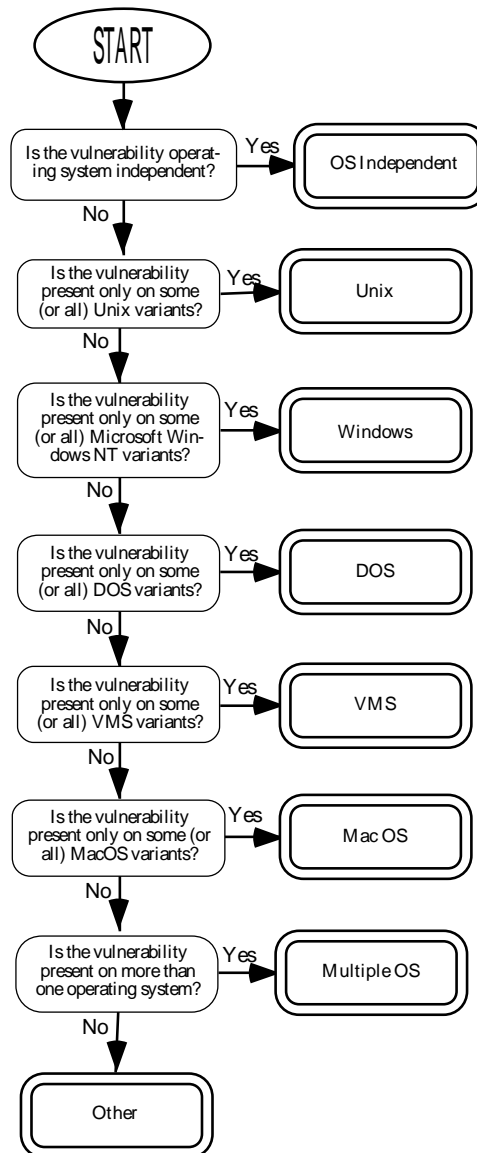 START
Is the vulnerability operat-
ing system independent?
Yes
OS Independent
No
Is the vulnerability
present only on some
(or all) Unix variants?
Yes
Unix
No
Is the vulnerability
present only on some
(or all) Microsoft Win-
dows NT variants?
Yes
Windows
No
Is the vulnerability
present only on some
(or all) DOS variants?
Yes
DOS
No
Is the vulnerability
present only on some
(or all) VMS variants?
Yes
VMS
No
Is the vulnerability
present only on some (or
all) MacOS variants?
Yes
Mac OS
No
Is the vulnerability
present on more than
one operating system?
Yes
Multiple OS
No
Other